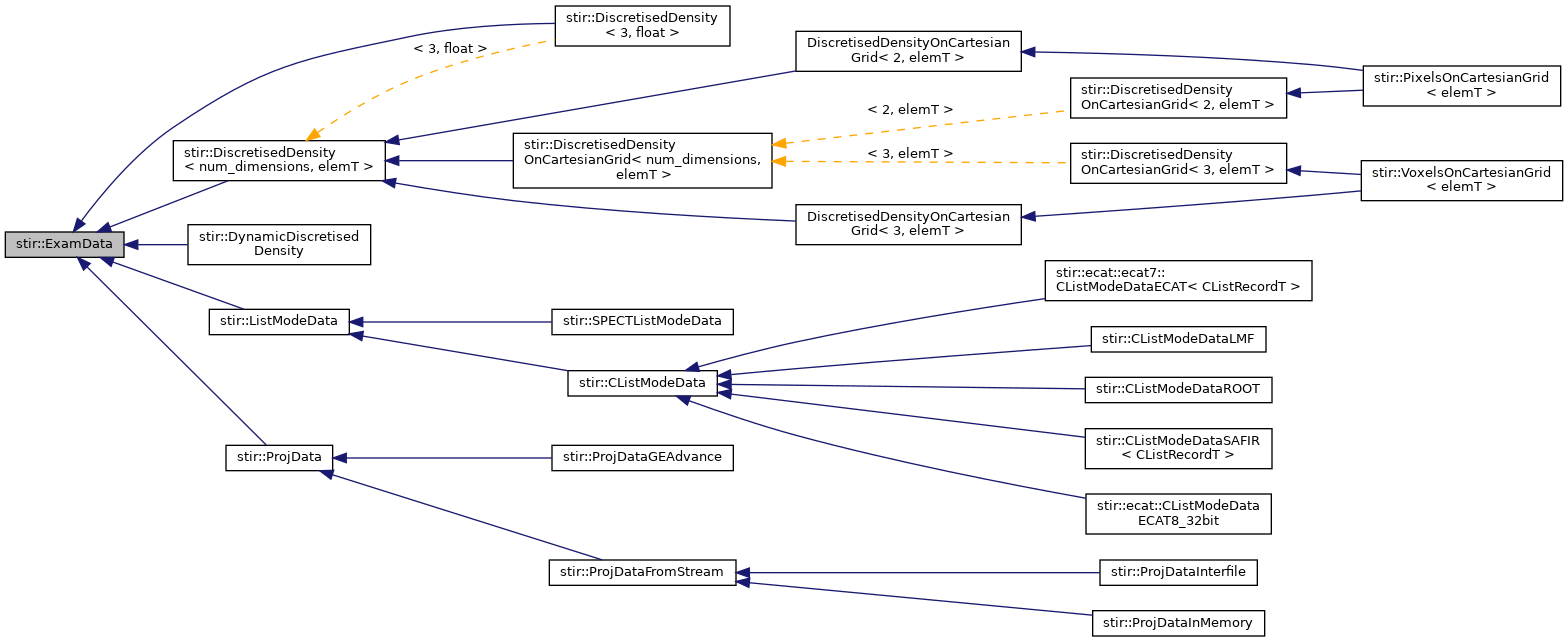 stir::DiscretisedDensity
< 3, float >
< 3, float >
DiscretisedDensityOnCartesian
Grid< 2, elemT >
stir::PixelsOnCartesianGrid
< elemT >
stir::DiscretisedDensity
OnCartesianGrid< 2, elemT >
< 2, elemT >
stir::DiscretisedDensity
< num_dimensions, elemT >
stir::DiscretisedDensity
OnCartesianGrid< num_dimensions,
elemT >
< 3, elemT >
stir::DiscretisedDensity
OnCartesianGrid< 3, elemT >
stir::VoxelsOnCartesianGrid
< elemT >
DiscretisedDensityOnCartesian
Grid< 3, elemT >
stir::ExamData
stir::DynamicDiscretised
Density
stir::ecat::ecat7::
CListModeDataECAT< CListRecordT >
stir::ListModeData
stir::SPECTListModeData
stir::CListModeDataLMF
stir::CListModeData
stir::CListModeDataROOT
stir::CListModeDataSAFIR
< CListRecordT >
stir::ProjData
stir::ProjDataGEAdvance
stir::ecat::CListModeData
ECAT8_32bit
stir::ProjDataFromStream
stir::ProjDataInterfile
stir::ProjDataInMemory